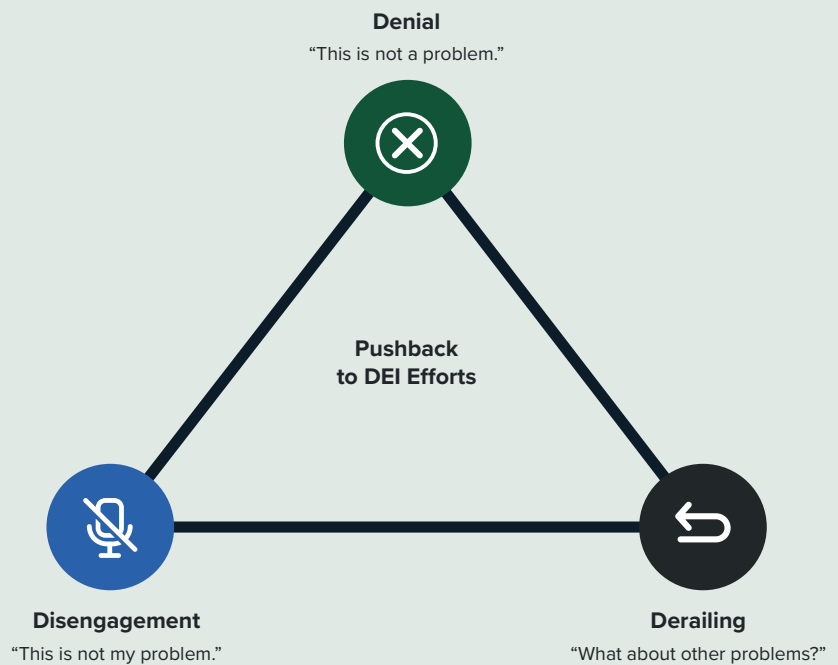 Denial
“This is not a problem.”
Pushback
to DEI Efforts
Disengagement
“This is not my problem.”
Derailing
“What about other problems?”